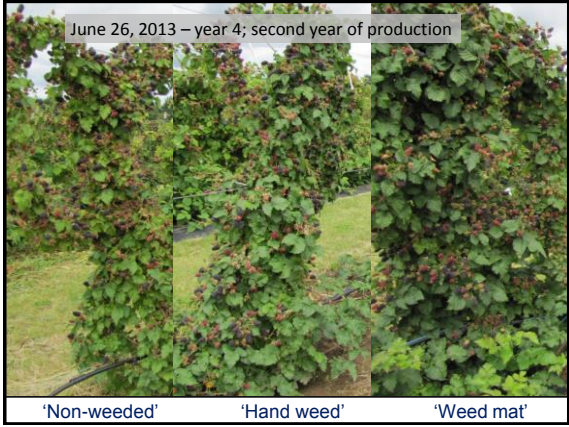 June 26, 2013 – year 4; second year of production
‘Non-weeded’
‘Hand weed’
‘Weed mat’